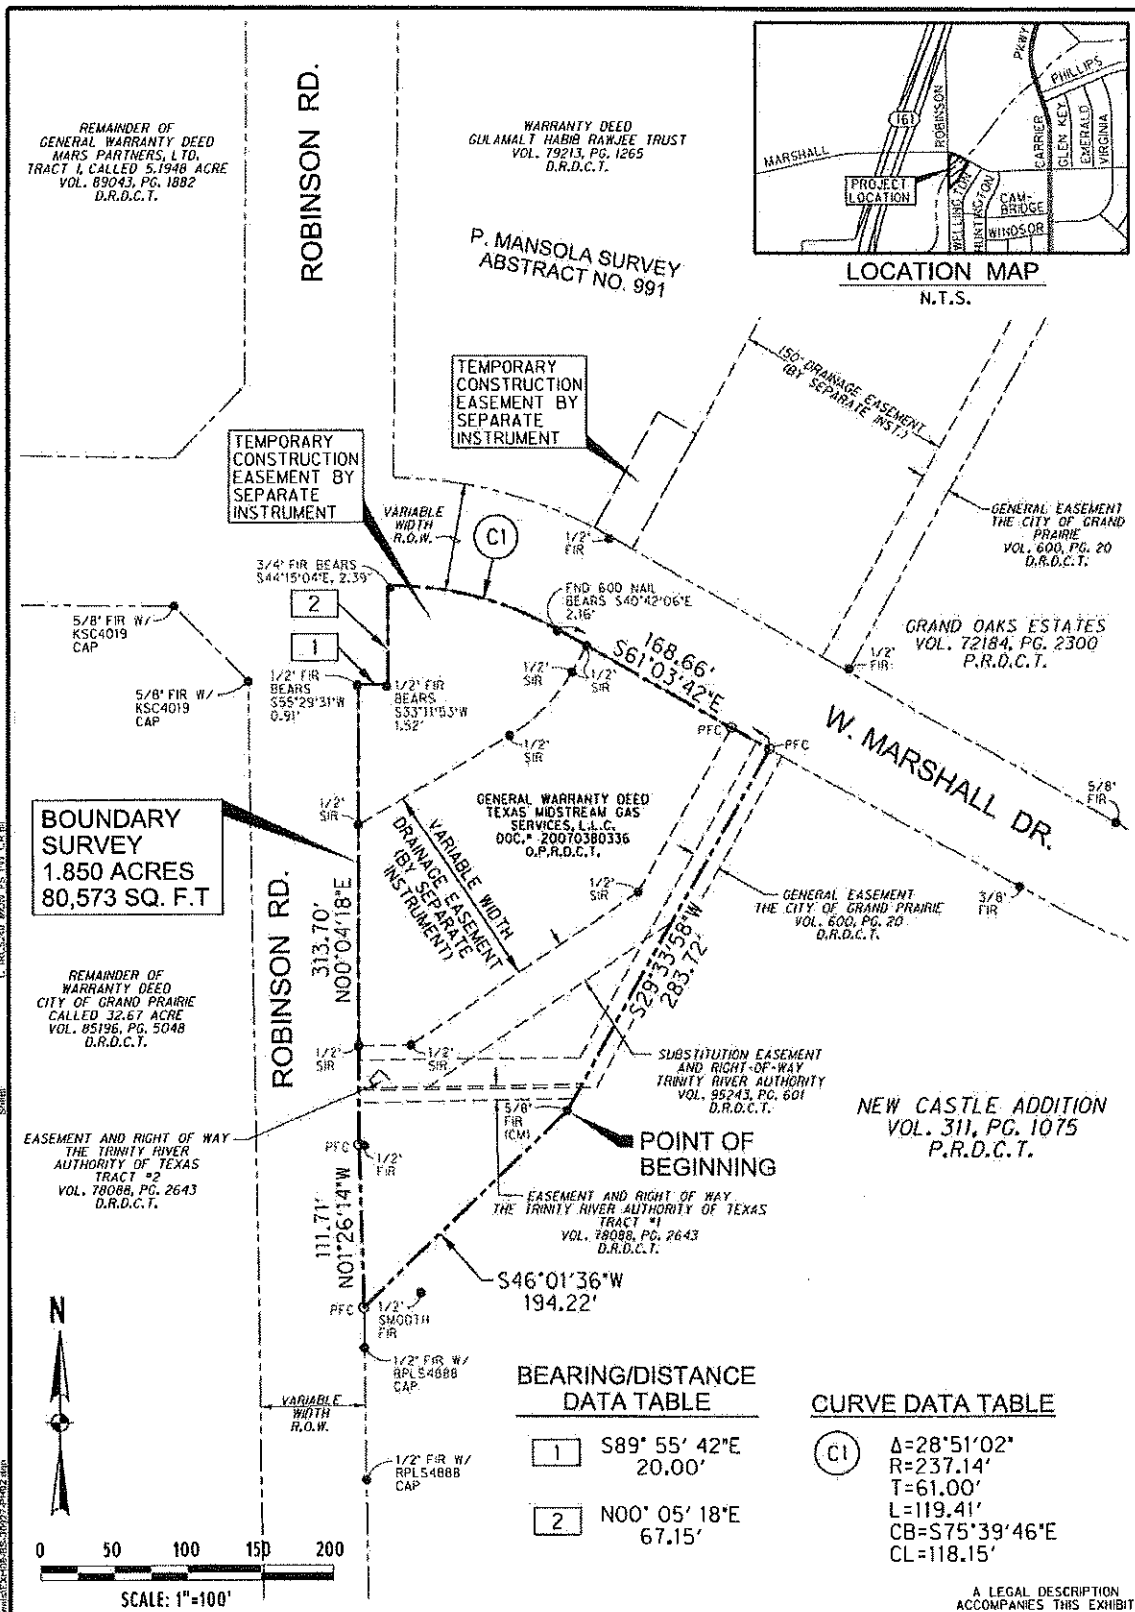 REMAINDER OF
GENERAL WARRANTY DEED
MARS PARTNERS, LTD.
TRACT 1, CALLED 5.1948 ACRE
VOL. 89043, PG. 1882
D.R.D.C.T.
ROBINSON RD.
WARRANTY DEED
GULAMALT HABIB RAWJEE TRUST
VOL. 79213, PG. 1265
D.R.D.C.T.
P. MANSOLA SURVEY
ABSTRACT NO. 991
MARSHALL
161
ROBINSON
PKWY
PHILLIPS
CARRIER
GLEN KEY
EMERALD
VIRGINIA
PROJECT
LOCATION
WELLINGTON
HUNTINGTON
CAM-
BRIDGE
WINDSOR
LOCATION MAP
N.T.S.
TEMPORARY
CONSTRUCTION
EASEMENT BY
SEPARATE
INSTRUMENT
150' DRAINAGE EASEMENT
(BY SEPARATE INST.)
TEMPORARY
CONSTRUCTION
EASEMENT BY
SEPARATE
INSTRUMENT
VARIABLE
WIDTH
R.O.W.
C1
1/2"
FIR
GENERAL EASEMENT
THE CITY OF GRAND
PRAIRIE
VOL. 600, PG. 20
D.R.D.C.T.
3/4" FIR BEARS
S44°15'04"E, 2.39'
2
1
FND 60D NAIL
BEARS S40°42'06"E
2.16'
5/8" FIR W/
KSC4019
CAP
5/8" FIR W/
KSC4019
CAP
1/2" FIR
BEARS
S55°29'31"W
0.91'
1/2" FIR
BEARS
S33°11'53"W
1.52'
1/2"
SIR
1/2"
SIR
168.66'
S61°03'42"E
GRAND OAKS ESTATES
VOL. 72184, PG. 2300
P.R.D.C.T.
1/2"
FIR
1/2"
SIR
PFC
PFC
W. MARSHALL DR.
5/8"
FIR
BOUNDARY
SURVEY
1.850 ACRES
80,573 SQ. F.T
1/2"
SIR
GENERAL WARRANTY DEED
TEXAS MIDSTREAM GAS
SERVICES, L.L.C.
DOC.# 20070380336
O.P.R.D.C.T.
VARIABLE WIDTH
DRAINAGE EASEMENT
(BY SEPARATE
INSTRUMENT)
1/2"
SIR
GENERAL EASEMENT
THE CITY OF GRAND PRAIRIE
VOL. 600, PG. 20
D.R.D.C.T.
3/8"
FIR
ROBINSON RD.
313.70'
N00°04'18"E
S29°33'58"W
283.72'
REMAINDER OF
WARRANTY DEED
CITY OF GRAND PRAIRIE
CALLED 32.67 ACRE
VOL. 85196, PG. 5048
D.R.D.C.T.
1/2"
SIR
1/2"
SIR
SUBSTITUTION EASEMENT
AND RIGHT-OF-WAY
TRINITY RIVER AUTHORITY
VOL. 95243, PG. 601
D.R.D.C.T.
NEW CASTLE ADDITION
VOL. 311, PG. 1075
P.R.D.C.T.
EASEMENT AND RIGHT OF WAY
THE TRINITY RIVER
AUTHORITY OF TEXAS
TRACT #2
VOL. 78088, PG. 2643
D.R.D.C.T.
5/8"
FIR
(CM)
POINT OF
BEGINNING
PFC
1/2"
FIR
EASEMENT AND RIGHT OF WAY
THE TRINITY RIVER AUTHORITY OF TEXAS
TRACT #1
VOL. 78088, PG. 2643
D.R.D.C.T.
111.71'
N01°26'14"W
S46°01'36"W
194.22'
PFC
1/2"
SMOOTH
FIR
1/2" FIR W/
RPLS4888
CAP
N
VARIABLE
WIDTH
R.O.W.
1/2" FIR W/
RPLS4888
CAP
BEARING/DISTANCE
DATA TABLE
1 S89° 55' 42"E
20.00'
2 N00° 05' 18"E
67.15'
CURVE DATA TABLE
C1
Δ=28°51'02"
R=237.14'
T=61.00'
L=119.41'
CB=S75°39'46"E
CL=118.15'
0 50 100 150 200
SCALE: 1"=100'
A LEGAL DESCRIPTION
ACCOMPANIES THIS EXHIBIT